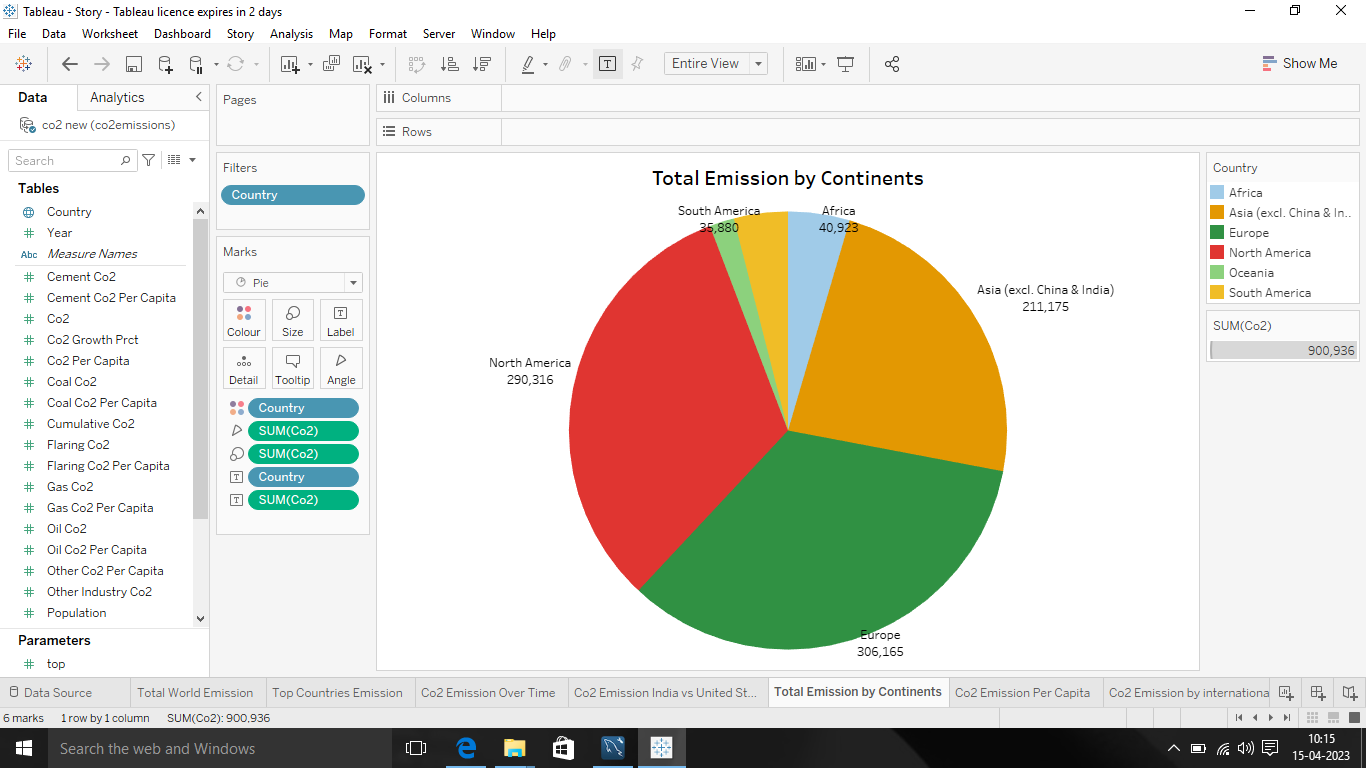 Tableau - Story - Tableau licence expires in 2 days
File Data Worksheet Dashboard Story Analysis Map Format Server Window Help
Entire View
Show Me
Data Analytics
co2 new (co2emissions)
Search
Tables
Country
Year
Abc Measure Names
Cement Co2
Cement Co2 Per Capita
Co2
Co2 Growth Prct
Co2 Per Capita
Coal Co2
Coal Co2 Per Capita
Cumulative Co2
Flaring Co2
Flaring Co2 Per Capita
Gas Co2
Gas Co2 Per Capita
Oil Co2
Oil Co2 Per Capita
Other Co2 Per Capita
Other Industry Co2
Population
Parameters
top
Pages
Filters
Country
Marks
Pie
Colour Size Label
Detail Tooltip Angle
Country
SUM(Co2)
SUM(Co2)
Country
SUM(Co2)
Columns
Rows
Total Emission by Continents
South America
35,880
Africa
40,923
Asia (excl. China & India)
211,175
North America
290,316
Europe
306,165
Country
Africa
Asia (excl. China & In..
Europe
North America
Oceania
South America
SUM(Co2)
900,936
Data Source Total World Emission Top Countries Emission Co2 Emission Over Time Co2 Emission India vs United St... Total Emission by Continents Co2 Emission Per Capita Co2 Emission by internationa
6 marks 1 row by 1 column SUM(Co2): 900,936
Search the web and Windows
10:15
15-04-2023